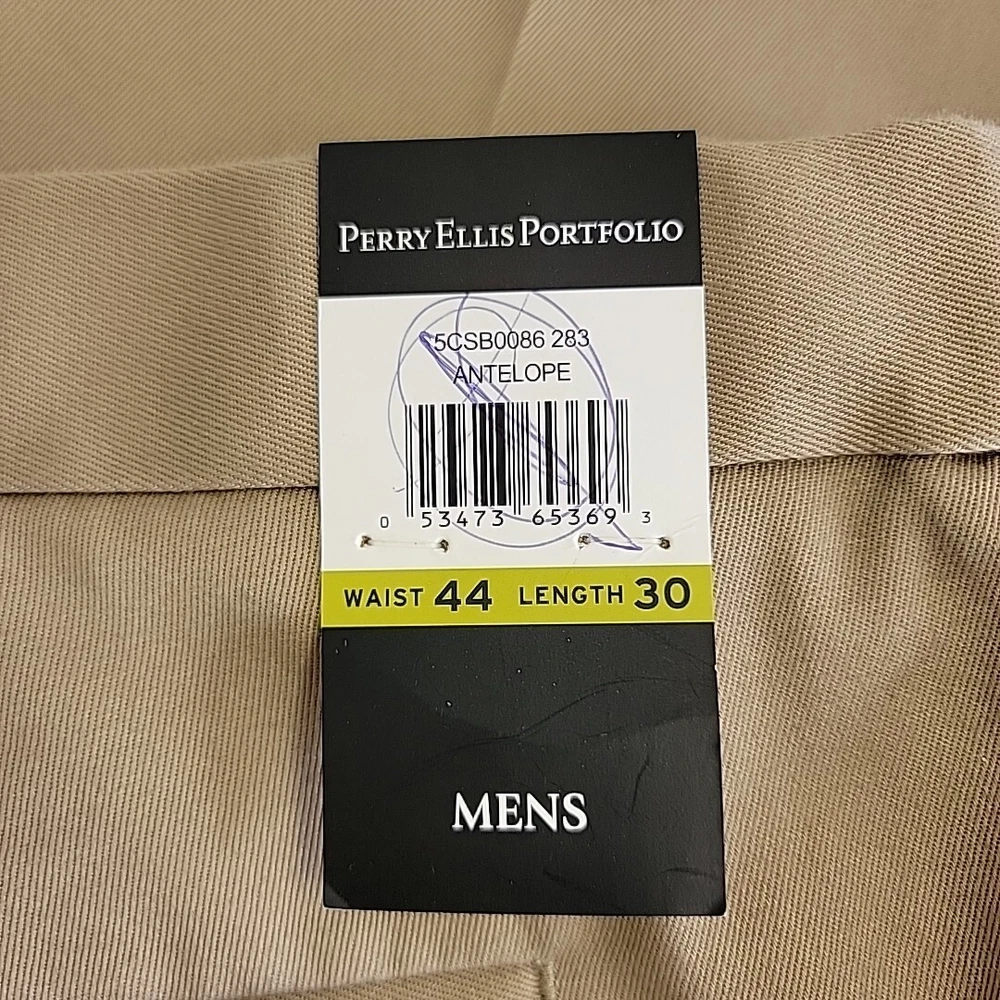 PERRY ELLIS PORTFOLIO
5CSB0086 283
ANTELOPE
0 53473 65369 3
WAIST 44 LENGTH 30
MENS